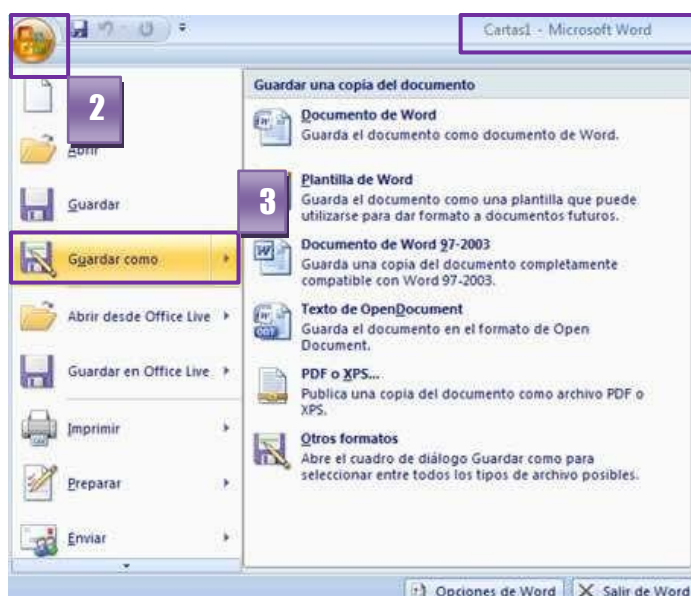 Cartas1 - Microsoft Word
2
Abrir
Guardar
Guardar como
Abrir desde Office Live
Guardar en Office Live
Imprimir
Preparar
Enviar
3
Guardar una copia del documento
Documento de Word
Guarda el documento como documento de Word.
Plantilla de Word
Guarda el documento como una plantilla que puede
utilizarse para dar formato a documentos futuros.
Documento de Word 97-2003
Guarda una copia del documento completamente
compatible con Word 97-2003.
Texto de OpenDocument
Guarda el documento en el formato de Open
Document.
PDF o XPS...
Publica una copia del documento como archivo PDF o
XPS.
Otros formatos
Abre el cuadro de diálogo Guardar como para
seleccionar entre todos los tipos de archivo posibles.
Opciones de Word
Salir de Word